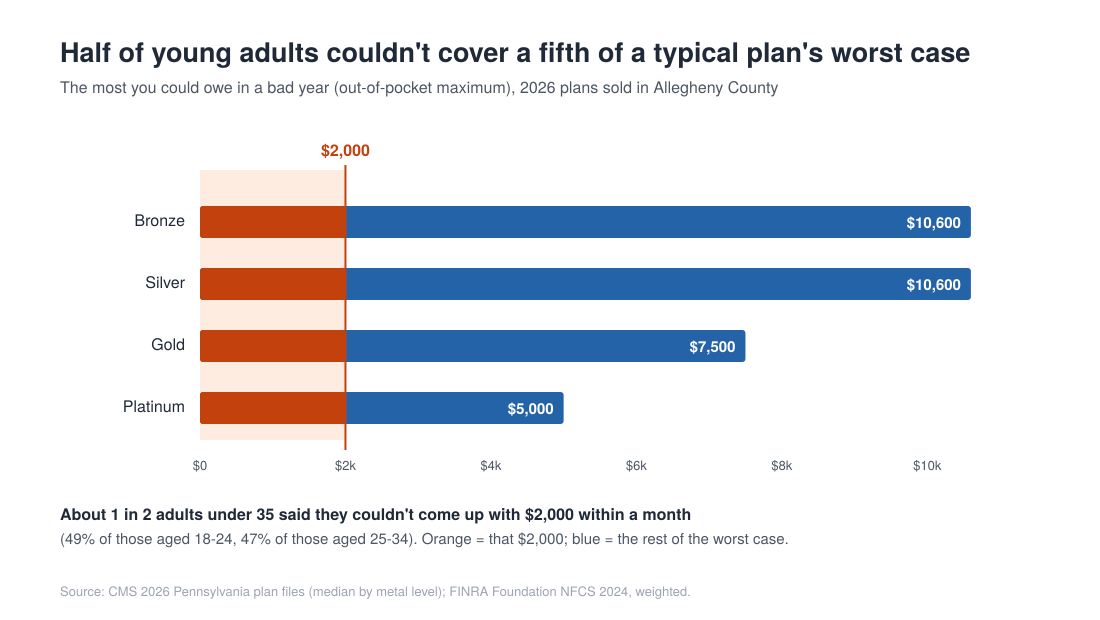 Half of young adults couldn't cover a fifth of a typical plan's worst case
The most you could owe in a bad year (out-of-pocket maximum), 2026 plans sold in Allegheny County
$2,000
Bronze
$10,600
Silver
$10,600
Gold
$7,500
Platinum
$5,000
$0
$2k
$4k
$6k
$8k
$10k
About 1 in 2 adults under 35 said they couldn't come up with $2,000 within a month
(49% of those aged 18-24, 47% of those aged 25-34). Orange = that $2,000; blue = the rest of the worst case.
Source: CMS 2026 Pennsylvania plan files (median by metal level); FINRA Foundation NFCS 2024, weighted.